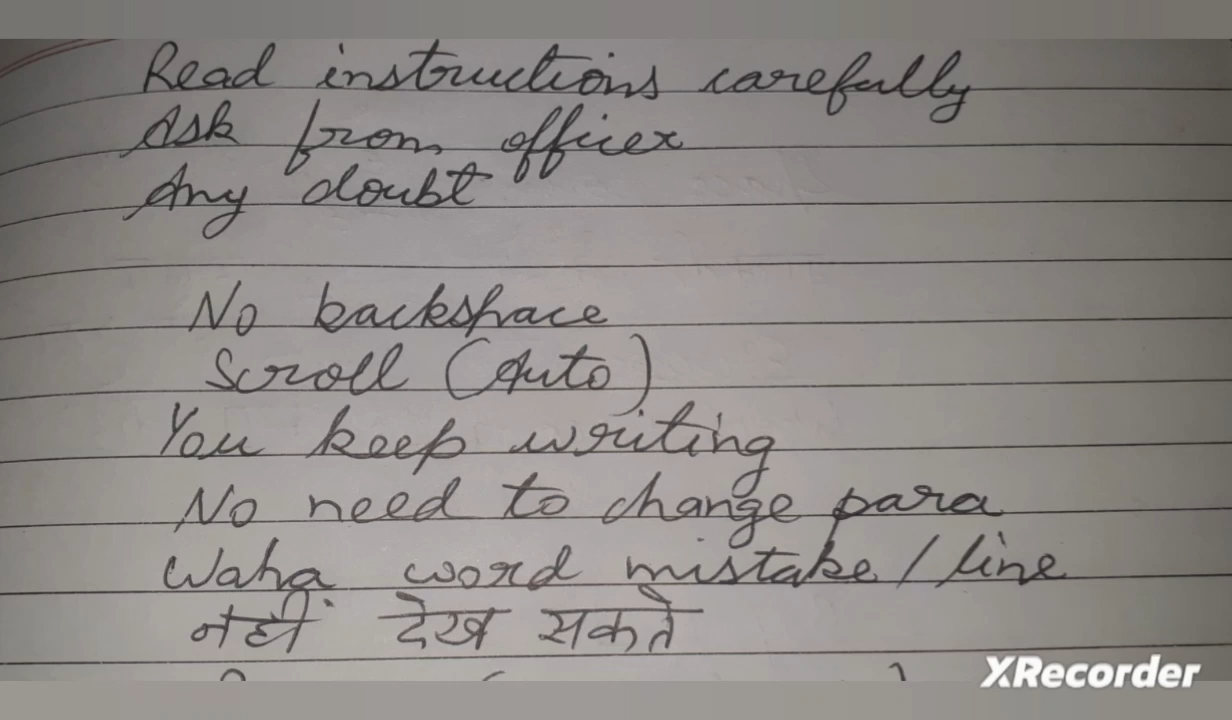 Read instructions carefully
Ask from officer
Any doubt
No backspace
Scroll (Auto)
You keep writing
No need to change para
Waha word mistake / line
नहीं देख सकते
XRecorder